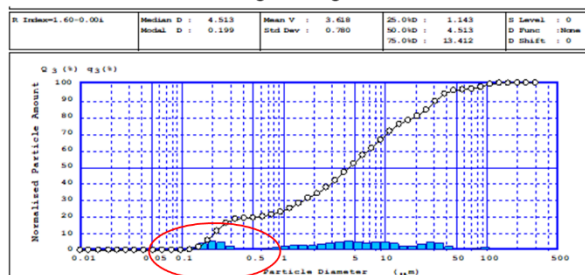 R Index=1.60-0.00i
Median D : 4.513
Modal D : 0.199
Mean V : 3.618
Std Dev : 0.780
25.0%D : 1.143
50.0%D : 4.513
75.0%D : 13.412
S Level : 0
D Func :None
D Shift : 0
Q 3 (%) q3(%)
Normalized Particle Amount
100
90
80
70
60
50
40
30
20
10
0
0.01 0.05 0.1 0.5 1 5 10 50 100 500
Particle Diameter (µm)